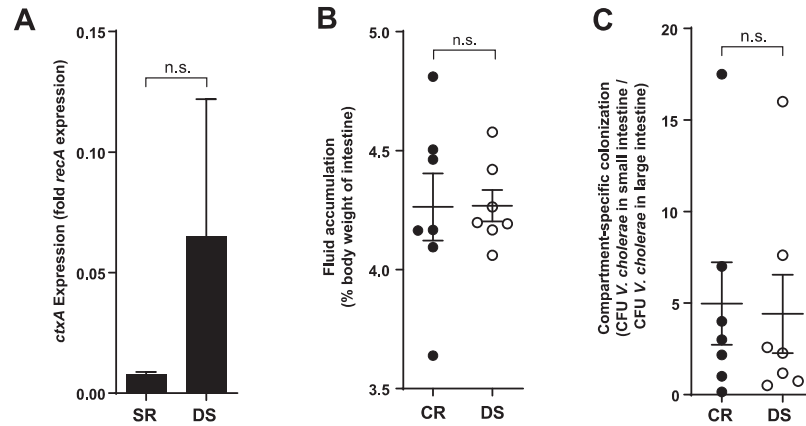 A
ctxA Expression (fold recA expression)
0.15
0.10
0.05
0.00
n.s.
SR DS
B
Fluid accumulation
(% body weight of intestine)
5.0
4.5
4.0
3.5
n.s.
CR DS
C
Compartment-specific colonization
(CFU V. cholerae in small intestine /
CFU V. cholerae in large intestine)
20
15
10
5
0
n.s.
CR DS